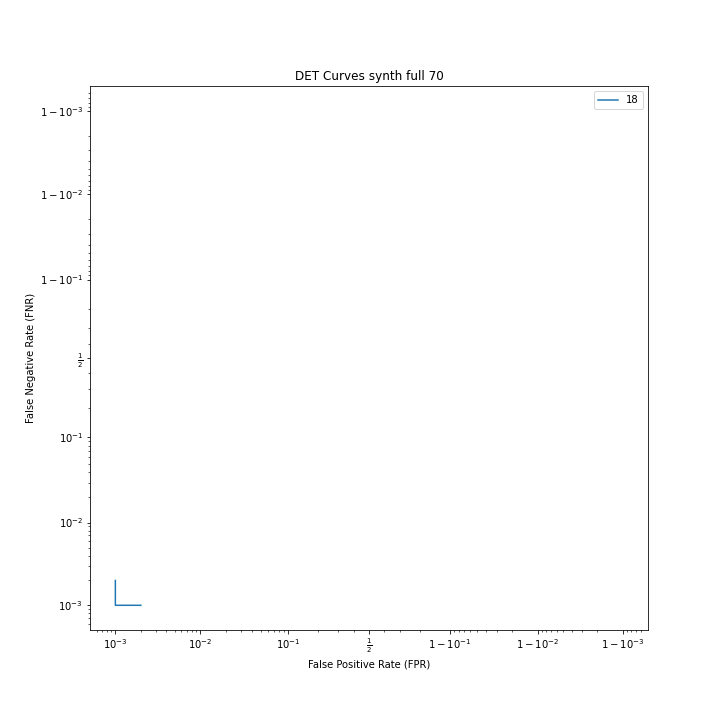 DET Curves synth full 70
18
1 − 10⁻³
1 − 10⁻²
1 − 10⁻¹
½
10⁻¹
10⁻²
10⁻³
False Negative Rate (FNR)
10⁻³ 10⁻² 10⁻¹ ½ 1 − 10⁻¹ 1 − 10⁻² 1 − 10⁻³
False Positive Rate (FPR)